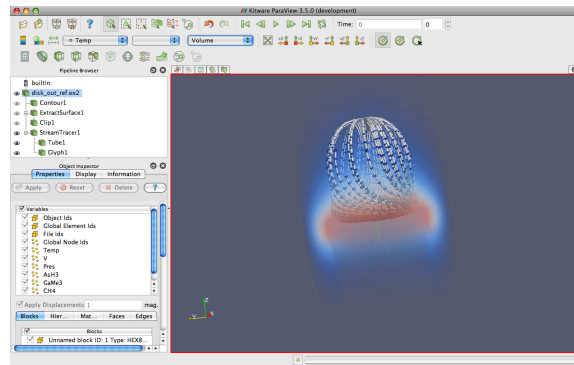 Kitware ParaView 3.5.0 (development)
Time: 0
0
Temp
Volume
Pipeline Browser
builtin:
disk_out_ref.ex2
Contour1
ExtractSurface1
Clip1
StreamTracer1
Tube1
Glyph1
Object Inspector
Properties Display Information
Apply Reset Delete ?
Variables
Object Ids
Global Element Ids
File Ids
Global Node Ids
Temp
V
Pres
AsH3
GaMe3
CH4
Apply Displacements 1 mag.
Blocks Hier... Mat... Faces Edges
Blocks
Unnamed block ID: 1 Type: HEX8...
Z
Y
X